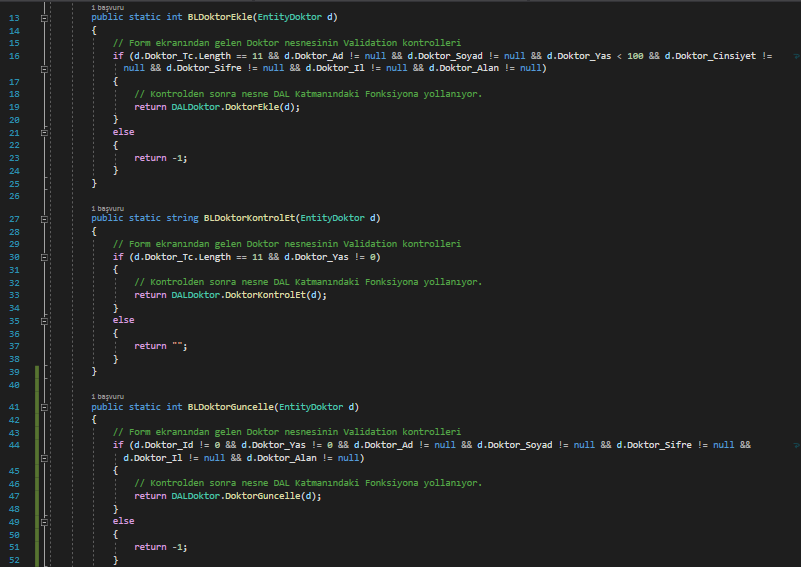 1 başvuru
13 public static int BLDoktorEkle(EntityDoktor d)
14 {
15 // Form ekranından gelen Doktor nesnesinin Validation kontrolleri
16 if (d.Doktor_Tc.Length == 11 && d.Doktor_Ad != null && d.Doktor_Soyad != null && d.Doktor_Yas < 100 && d.Doktor_Cinsiyet !=
null && d.Doktor_Sifre != null && d.Doktor_Il != null && d.Doktor_Alan != null)
17 {
18 // Kontrolden sonra nesne DAL Katmanındaki Fonksiyona yollanıyor.
19 return DALDoktor.DoktorEkle(d);
20 }
21 else
22 {
23 return -1;
24 }
25 }
26
1 başvuru
27 public static string BLDoktorKontrolEt(EntityDoktor d)
28 {
29 // Form ekranından gelen Doktor nesnesinin Validation kontrolleri
30 if (d.Doktor_Tc.Length == 11 && d.Doktor_Yas != 0)
31 {
32 // Kontrolden sonra nesne DAL Katmanındaki Fonksiyona yollanıyor.
33 return DALDoktor.DoktorKontrolEt(d);
34 }
35 else
36 {
37 return "";
38 }
39 }
40
1 başvuru
41 public static int BLDoktorGuncelle(EntityDoktor d)
42 {
43 // Form ekranından gelen Doktor nesnesinin Validation kontrolleri
44 if (d.Doktor_Id != 0 && d.Doktor_Yas != 0 && d.Doktor_Ad != null && d.Doktor_Soyad != null && d.Doktor_Sifre != null &&
d.Doktor_Il != null && d.Doktor_Alan != null)
45 {
46 // Kontrolden sonra nesne DAL Katmanındaki Fonksiyona yollanıyor.
47 return DALDoktor.DoktorGuncelle(d);
48 }
49 else
50 {
51 return -1;
52 }